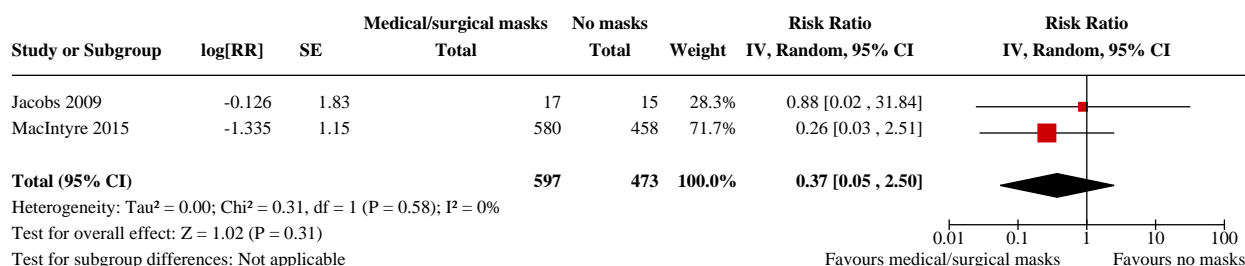 Medical/surgical masks No masks Risk Ratio Risk Ratio
Study or Subgroup log[RR] SE Total Total Weight IV, Random, 95% CI IV, Random, 95% CI
Jacobs 2009 -0.126 1.83 17 15 28.3% 0.88 [0.02 , 31.84]
MacIntyre 2015 -1.335 1.15 580 458 71.7% 0.26 [0.03 , 2.51]
Total (95% CI) 597 473 100.0% 0.37 [0.05 , 2.50]
Heterogeneity: Tau² = 0.00; Chi² = 0.31, df = 1 (P = 0.58); I² = 0%
Test for overall effect: Z = 1.02 (P = 0.31) 0.01 0.1 1 10 100
Test for subgroup differences: Not applicable Favours medical/surgical masks Favours no masks